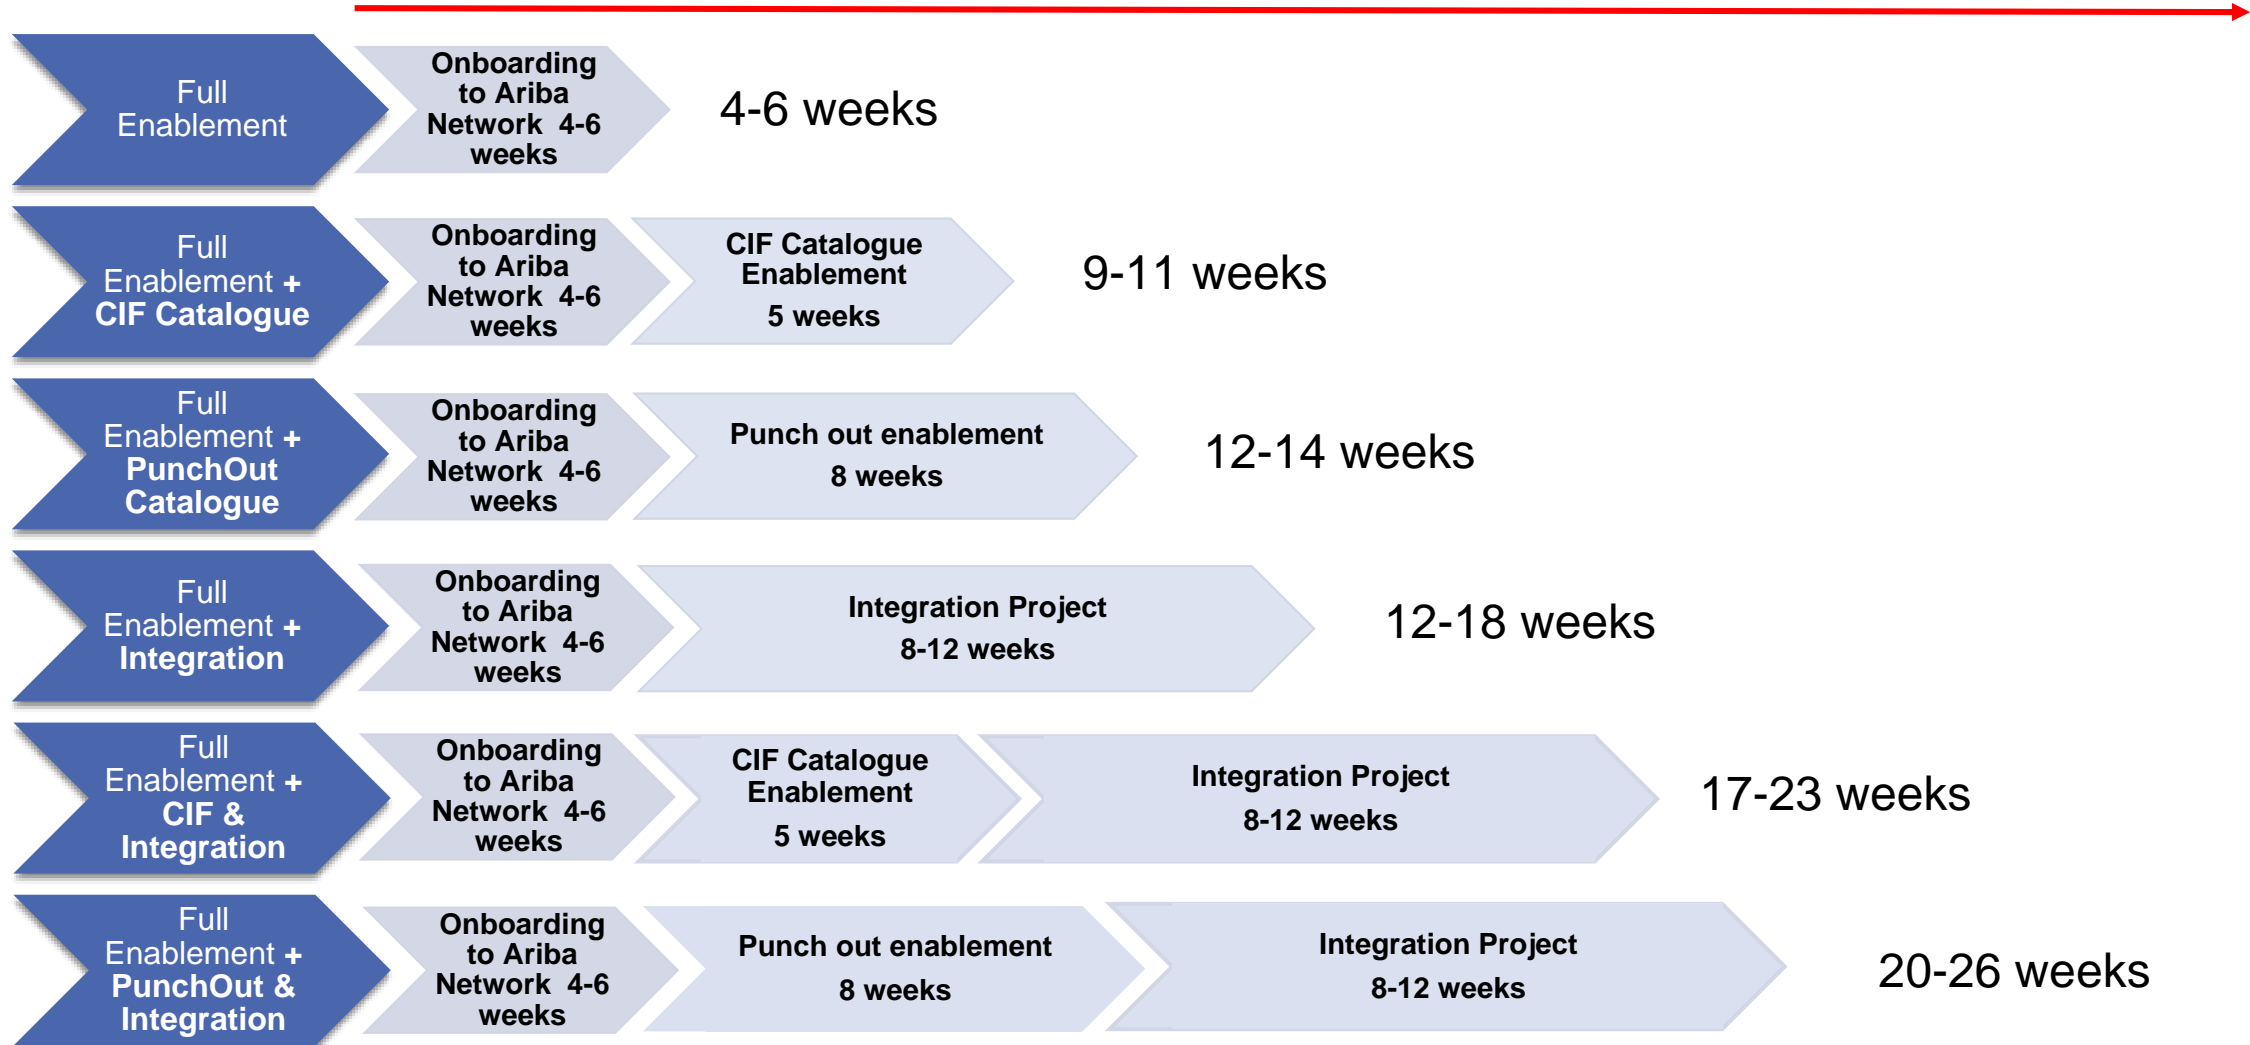 Full
Enablement
Onboarding
to Ariba
Network 4-6
weeks
4-6 weeks
Full
Enablement +
CIF Catalogue
Onboarding
to Ariba
Network 4-6
weeks
CIF Catalogue
Enablement
5 weeks
9-11 weeks
Full
Enablement +
PunchOut
Catalogue
Onboarding
to Ariba
Network 4-6
weeks
Punch out enablement
8 weeks
12-14 weeks
Full
Enablement +
Integration
Onboarding
to Ariba
Network 4-6
weeks
Integration Project
8-12 weeks
12-18 weeks
Full
Enablement +
CIF &
Integration
Onboarding
to Ariba
Network 4-6
weeks
CIF Catalogue
Enablement
5 weeks
Integration Project
8-12 weeks
17-23 weeks
Full
Enablement +
PunchOut &
Integration
Onboarding
to Ariba
Network 4-6
weeks
Punch out enablement
8 weeks
Integration Project
8-12 weeks
20-26 weeks